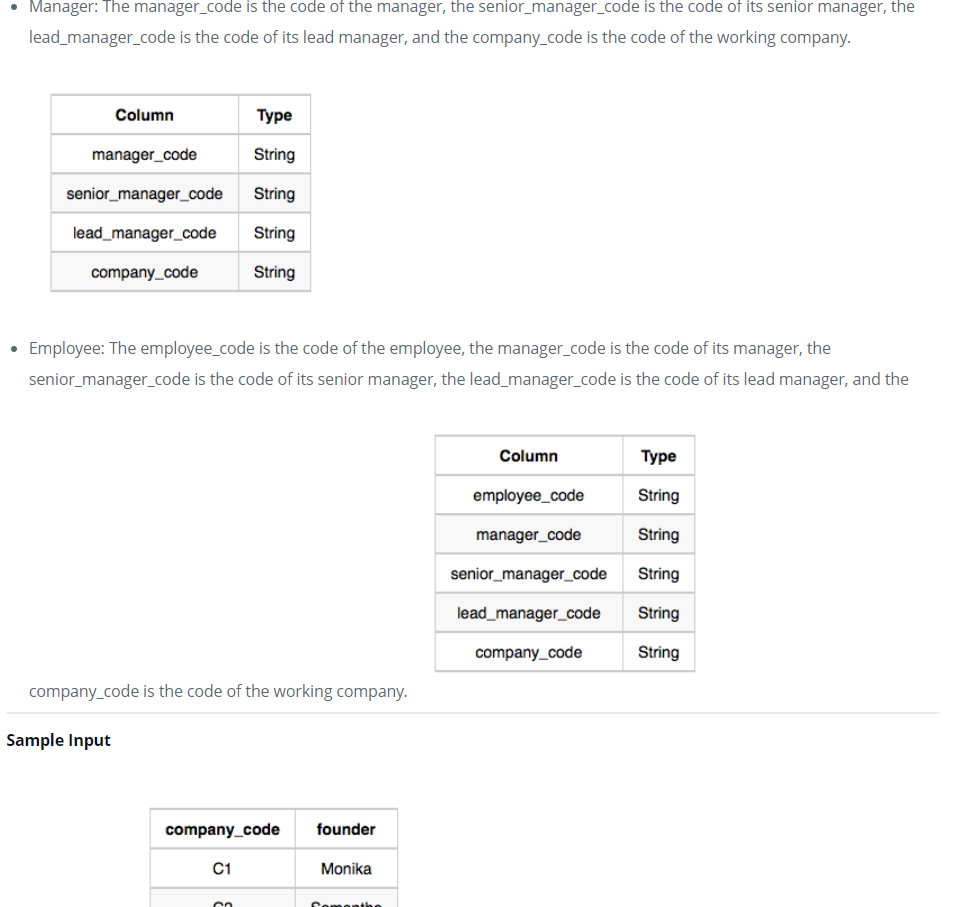 Manager: The manager_code is the code of the manager, the senior_manager_code is the code of its senior manager, the
lead_manager_code is the code of its lead manager, and the company_code is the code of the working company.
Column Type
manager_code String
senior_manager_code String
lead_manager_code String
company_code String
Employee: The employee_code is the code of the employee, the manager_code is the code of its manager, the
senior_manager_code is the code of its senior manager, the lead_manager_code is the code of its lead manager, and the
Column Type
employee_code String
manager_code String
senior_manager_code String
lead_manager_code String
company_code String
company_code is the code of the working company.
Sample Input
company_code founder
C1 Monika